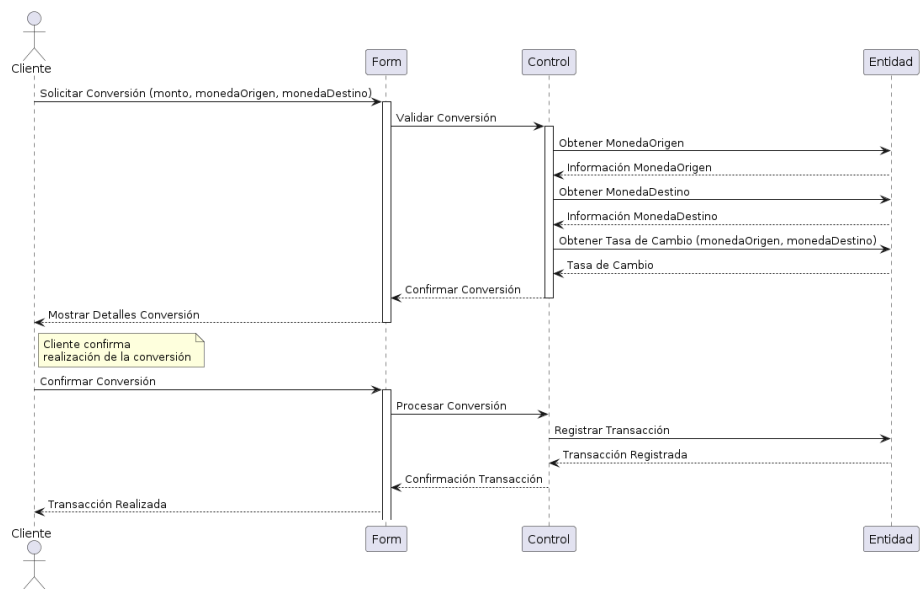 Cliente
Form
Control
Entidad
Solicitar Conversión (monto, monedaOrigen, monedaDestino)
Validar Conversión
Obtener MonedaOrigen
Información MonedaOrigen
Obtener MonedaDestino
Información MonedaDestino
Obtener Tasa de Cambio (monedaOrigen, monedaDestino)
Tasa de Cambio
Confirmar Conversión
Mostrar Detalles Conversión
Cliente confirma
realización de la conversión
Confirmar Conversión
Procesar Conversión
Registrar Transacción
Transacción Registrada
Confirmación Transacción
Transacción Realizada
Cliente
Form
Control
Entidad